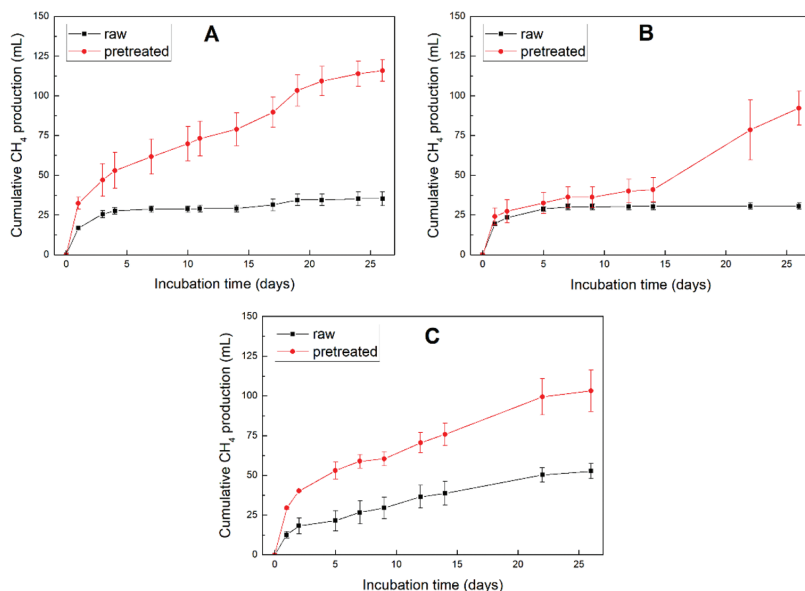 A
raw
pretreated
Cumulative CH₄ production (mL)
150
125
100
75
50
25
0
0 5 10 15 20 25
Incubation time (days)
B
raw
pretreated
Cumulative CH₄ production (mL)
150
125
100
75
50
25
0
0 5 10 15 20 25
Incubation time (days)
C
raw
pretreated
Cumulative CH₄ production (mL)
150
125
100
75
50
25
0
0 5 10 15 20 25
Incubation time (days)